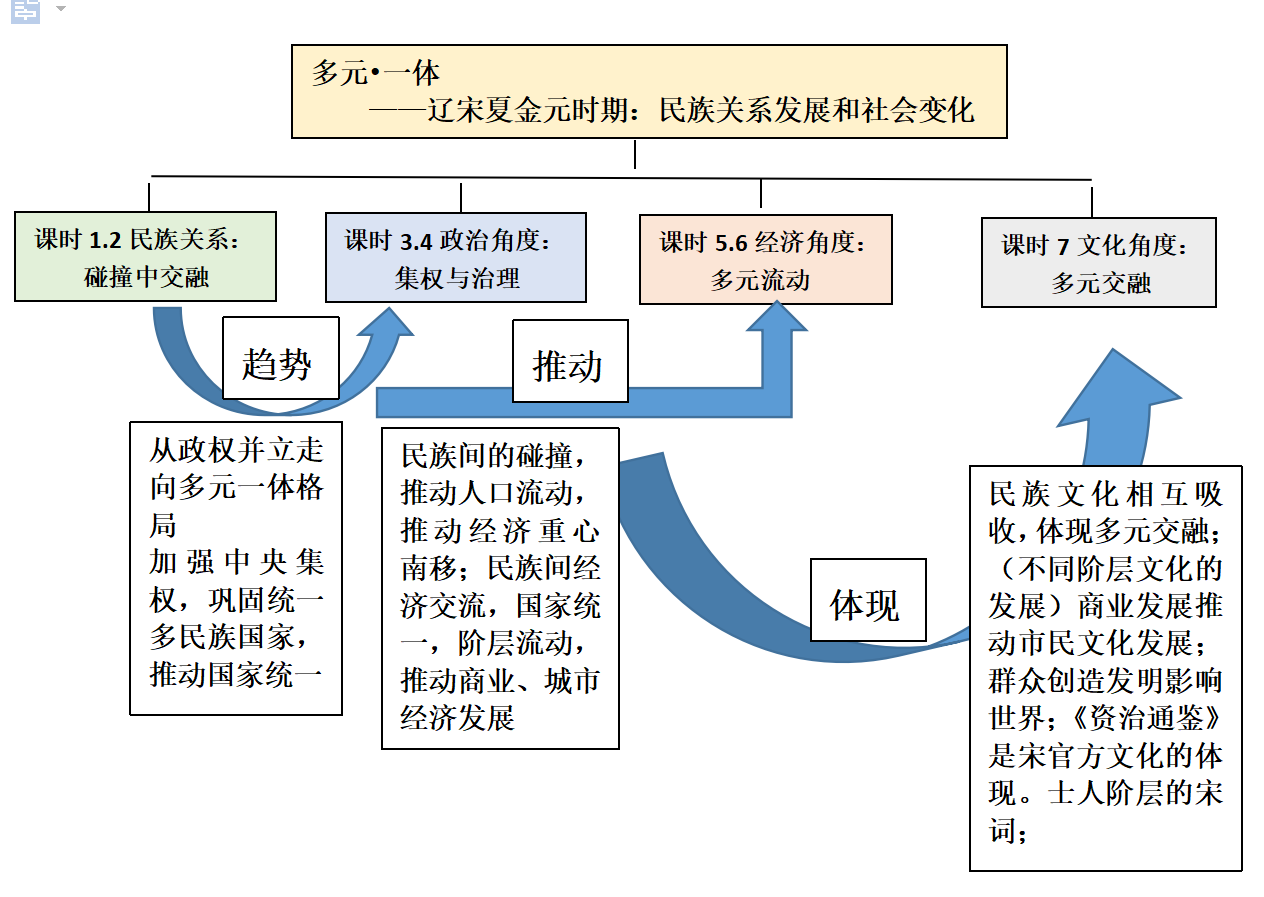 多元•一体
——辽宋夏金元时期：民族关系发展和社会变化
课时 1.2 民族关系：
碰撞中交融
课时 3.4 政治角度：
集权与治理
课时 5.6 经济角度：
多元流动
课时 7 文化角度：
多元交融
趋势
推动
体现
从政权并立走
向多元一体格
局
加强中央集
权，巩固统一
多民族国家，
推动国家统一
民族间的碰撞，
推动人口流动，
推动经济重心
南移；民族间经
济交流，国家统
一，阶层流动，
推动商业、城市
经济发展
民族文化相互吸
收，体现多元交融；
（不同阶层文化的
发展）商业发展推
动市民文化发展；
群众创造发明影响
世界；《资治通鉴》
是宋官方文化的体
现。士人阶层的宋
词；